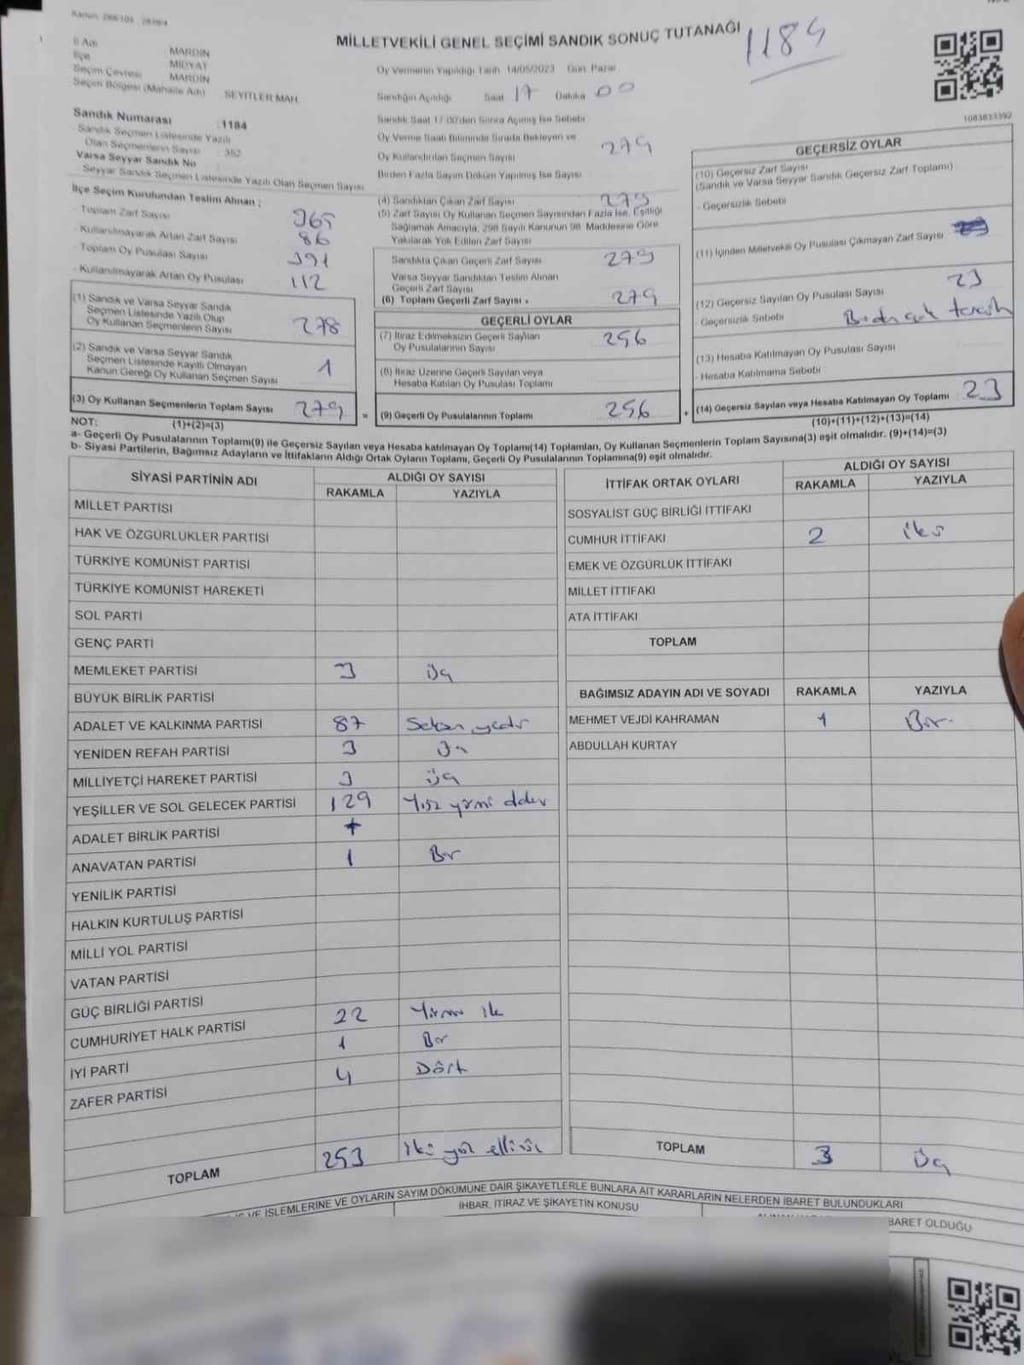 MİLLETVEKİLİ GENEL SEÇİMİ SANDIK SONUÇ TUTANAĞI
1184
İl Adı MARDİN
İlçe MİDYAT
Seçim Çevresi MARDİN
Seçim Bölgesi (Mahalle Adı) SEYİTLER MAH.
Oy Vermenin Yapıldığı Tarih 14/05/2023 Gün Pazar
Sandığın Açıldığı Saat 17 Dakika 00
Sandık Saat 17:00'den Sonra Açılmış İse Sebebi
Oy Verme Saati Bitiminde Sırada Bekleyen ve
Oy Kullandırılan Seçmen Sayısı 279
Birden Fazla Sayım Döküm Yapılmış İse Sayısı
1083833392
Sandık Numarası : 1184
Sandık Seçmen Listesinde Yazılı
Olan Seçmenlerin Sayısı : 352
Varsa Seyyar Sandık No
Seyyar Sandık Seçmen Listesinde Yazılı Olan Seçmen Sayısı
İlçe Seçim Kurulundan Teslim Alınan :
- Toplam Zarf Sayısı 365
- Kullanılmayarak Artan Zarf Sayısı 86
- Toplam Oy Pusulası Sayısı 391
- Kullanılmayarak Artan Oy Pusulası 112
(1) Sandık ve Varsa Seyyar Sandık
Seçmen Listesinde Yazılı Olup
Oy Kullanan Seçmenlerin Sayısı 278
(2) Sandık ve Varsa Seyyar Sandık
Seçmen Listesinde Kayıtlı Olmayan
Kanun Gereği Oy Kullanan Seçmen Sayısı 1
(3) Oy Kullanan Seçmenlerin Toplam Sayısı 279
(1)+(2)=(3)
(4) Sandıktan Çıkan Zarf Sayısı 279
(5) Zarf Sayısı Oy Kullanan Seçmen Sayısından Fazla İse, Eşitliği
Sağlamak Amacıyla, 298 Sayılı Kanunun 98. Maddesine Göre
Yakılarak Yok Edilen Zarf Sayısı
Sandıkta Çıkan Geçerli Zarf Sayısı 279
Varsa Seyyar Sandıktan Teslim Alınan
Geçerli Zarf Sayısı
(6) Toplam Geçerli Zarf Sayısı = 279
GEÇERLİ OYLAR
(7) İtiraz Edilmeksizin Geçerli Sayılan
Oy Pusulalarının Sayısı 256
(8) İtiraz Üzerine Geçerli Sayılan veya
Hesaba Katılan Oy Pusulası Toplamı
= (9) Geçerli Oy Pusulalarının Toplamı 256
GEÇERSİZ OYLAR
(10) Geçersiz Zarf Sayısı
(Sandık ve Varsa Seyyar Sandık Geçersiz Zarf Toplamı)
- Geçersizlik Sebebi
(11) İçinden Milletvekili Oy Pusulası Çıkmayan Zarf Sayısı
(12) Geçersiz Sayılan Oy Pusulası Sayısı 23
- Geçersizlik Sebebi Birden çok tercih
(13) Hesaba Katılmayan Oy Pusulası Sayısı
- Hesaba Katılmama Sebebi
+ (14) Geçersiz Sayılan veya Hesaba Katılmayan Oy Toplamı 23
(10)+(11)+(12)+(13)=(14)
NOT:
a- Geçerli Oy Pusulalarının Toplamı(9) ile Geçersiz Sayılan veya Hesaba katılmayan Oy Toplamı(14) Toplamları, Oy Kullanan Seçmenlerin Toplam Sayısına(3) eşit olmalıdır. (9)+(14)=(3)
b- Siyasi Partilerin, Bağımsız Adayların ve İttifakların Aldığı Ortak Oyların Toplamı, Geçerli Oy Pusulalarının Toplamına(9) eşit olmalıdır.
SİYASİ PARTİNİN ADI ALDIĞI OY SAYISI
RAKAMLA YAZIYLA
MİLLET PARTİSİ
HAK VE ÖZGÜRLÜKLER PARTİSİ
TÜRKİYE KOMÜNİST PARTİSİ
TÜRKİYE KOMÜNİST HAREKETİ
SOL PARTİ
GENÇ PARTİ
MEMLEKET PARTİSİ 3 Üç
BÜYÜK BİRLİK PARTİSİ
ADALET VE KALKINMA PARTİSİ 87 Seksen yedi
YENİDEN REFAH PARTİSİ 3 Üç
MİLLİYETÇİ HAREKET PARTİSİ 3 Üç
YEŞİLLER VE SOL GELECEK PARTİSİ 129 Yüz yirmi dokuz
ADALET BİRLİK PARTİSİ
ANAVATAN PARTİSİ 1 Bir
YENİLİK PARTİSİ
HALKIN KURTULUŞ PARTİSİ
MİLLİ YOL PARTİSİ
VATAN PARTİSİ
GÜÇ BİRLİĞİ PARTİSİ
CUMHURİYET HALK PARTİSİ 22 Yirmi iki
İYİ PARTİ 1 Bir
ZAFER PARTİSİ 4 Dört
TOPLAM 253 İki yüz elli üç
İTTİFAK ORTAK OYLARI ALDIĞI OY SAYISI
RAKAMLA YAZIYLA
SOSYALİST GÜÇ BİRLİĞİ İTTİFAKI
CUMHUR İTTİFAKI 2 iki
EMEK VE ÖZGÜRLÜK İTTİFAKI
MİLLET İTTİFAKI
ATA İTTİFAKI
TOPLAM
BAĞIMSIZ ADAYIN ADI VE SOYADI RAKAMLA YAZIYLA
MEHMET VEJDİ KAHRAMAN 1 Bir
ABDULLAH KURTAY
TOPLAM 3 Üç
VE İŞLEMLERİNE VE OYLARIN SAYIM DÖKÜMÜNE DAİR ŞİKAYETLERLE BUNLARA AİT KARARLARIN NELERDEN İBARET BULUNDUKLARI
İHBAR, İTİRAZ VE ŞİKAYETİN KONUSU
BARET OLDUĞU